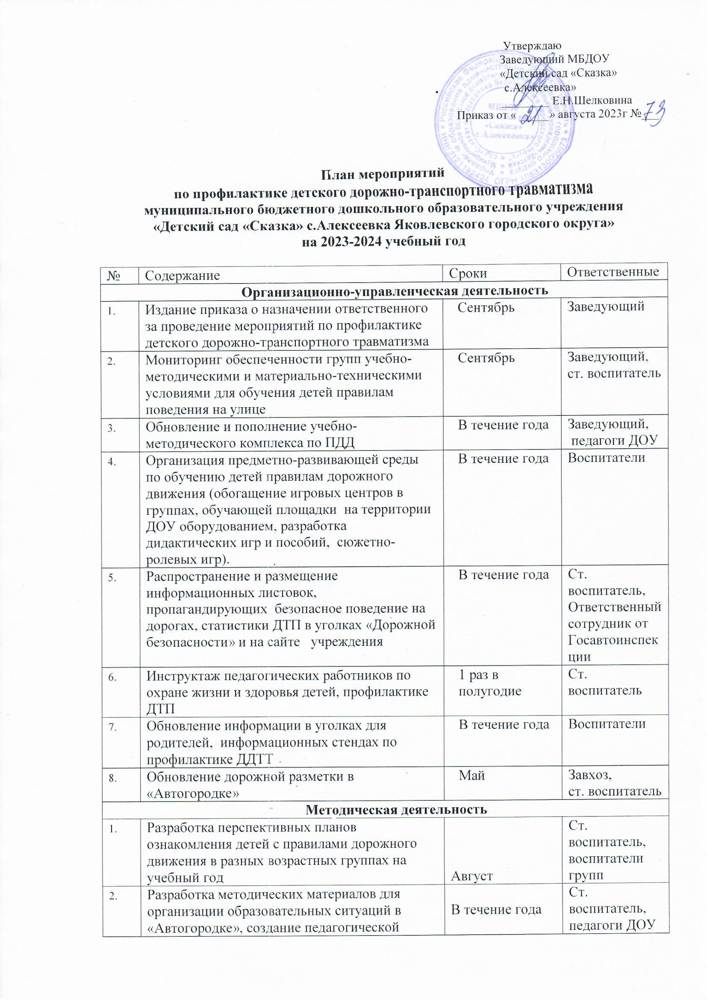 Утверждаю
Заведующий МБДОУ
«Детский сад «Сказка»
с.Алексеевка»
________ Е.Н.Шелковина
Приказ от « 21 » августа 2023г № 73
МБДОУ
«Сказка»
с.Алексеевка»
План мероприятий
по профилактике детского дорожно-транспортного травматизма
муниципального бюджетного дошкольного образовательного учреждения
«Детский сад «Сказка» с.Алексеевка Яковлевского городского округа»
на 2023-2024 учебный год
№ Содержание Сроки Ответственные
Организационно-управленческая деятельность
1. Издание приказа о назначении ответственного Сентябрь Заведующий
за проведение мероприятий по профилактике
детского дорожно-транспортного травматизма
2. Мониторинг обеспеченности групп учебно- Сентябрь Заведующий,
методическими и материально-техническими ст. воспитатель
условиями для обучения детей правилам
поведения на улице
3. Обновление и пополнение учебно- В течение года Заведующий,
методического комплекса по ПДД педагоги ДОУ
4. Организация предметно-развивающей среды В течение года Воспитатели
по обучению детей правилам дорожного
движения (обогащение игровых центров в
группах, обучающей площадки на территории
ДОУ оборудованием, разработка
дидактических игр и пособий, сюжетно-
ролевых игр).
5. Распространение и размещение В течение года Ст.
информационных листовок, воспитатель,
пропагандирующих безопасное поведение на Ответственный
дорогах, статистики ДТП в уголках «Дорожной сотрудник от
безопасности» и на сайте учреждения Госавтоинспек
ции
6. Инструктаж педагогических работников по 1 раз в Ст.
охране жизни и здоровья детей, профилактике полугодие воспитатель
ДТП
7. Обновление информации в уголках для В течение года Воспитатели
родителей, информационных стендах по
профилактике ДДТТ
8. Обновление дорожной разметки в Май Завхоз,
«Автогородке» ст. воспитатель
Методическая деятельность
1. Разработка перспективных планов Ст.
ознакомления детей с правилами дорожного воспитатель,
движения в разных возрастных группах на воспитатели
учебный год Август групп
2. Разработка методических материалов для Ст.
организации образовательных ситуаций в В течение года воспитатель,
«Автогородке», создание педагогической педагоги ДОУ